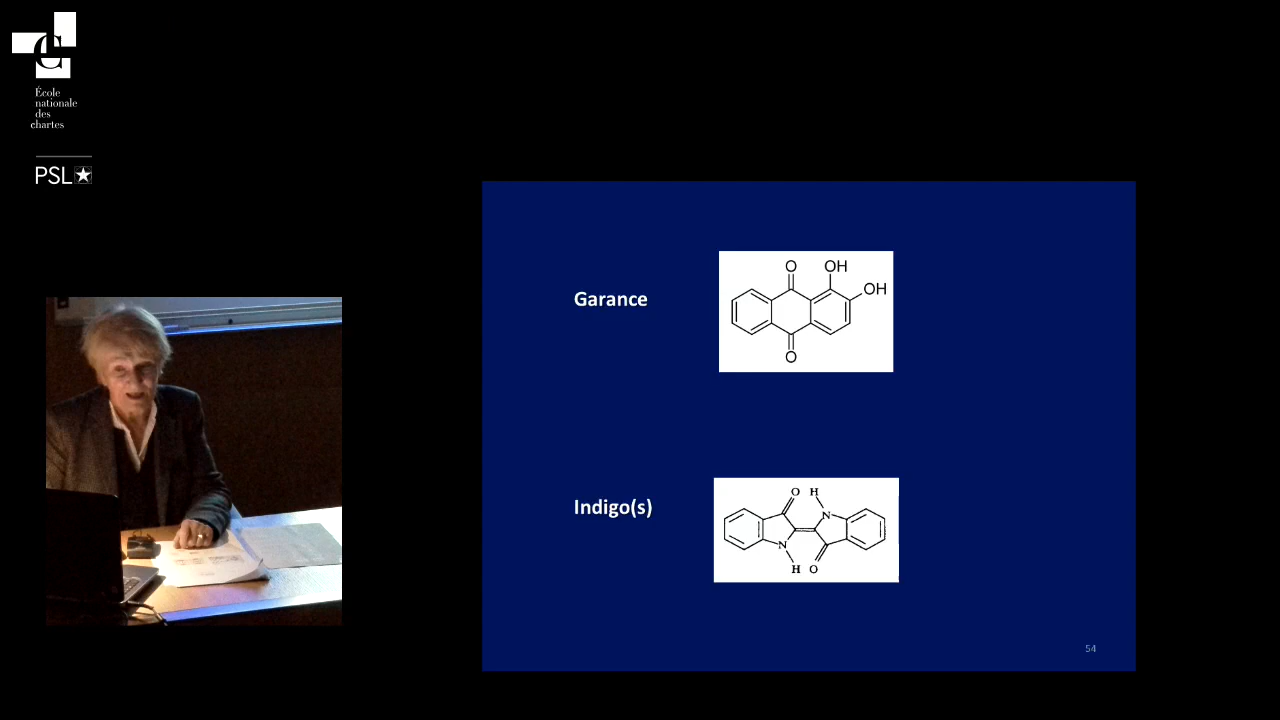 École
nationale
des
chartes
PSL
Garance
O
OH
OH
O
Indigo(s)
O
H
N
N
H
O
54